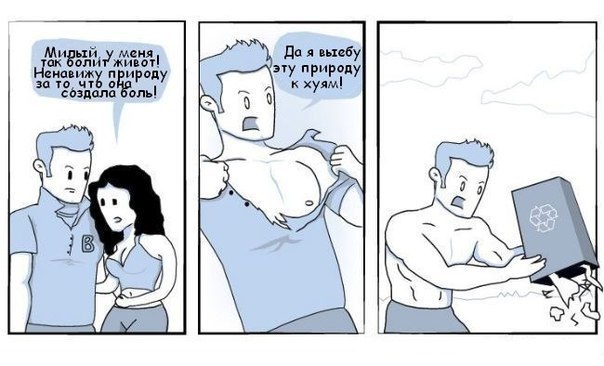 Милый, у меня
так болит живот!
Ненавижу природу
за то, что она
создала боль!
Да я выебу
эту природу
к хуям!
B